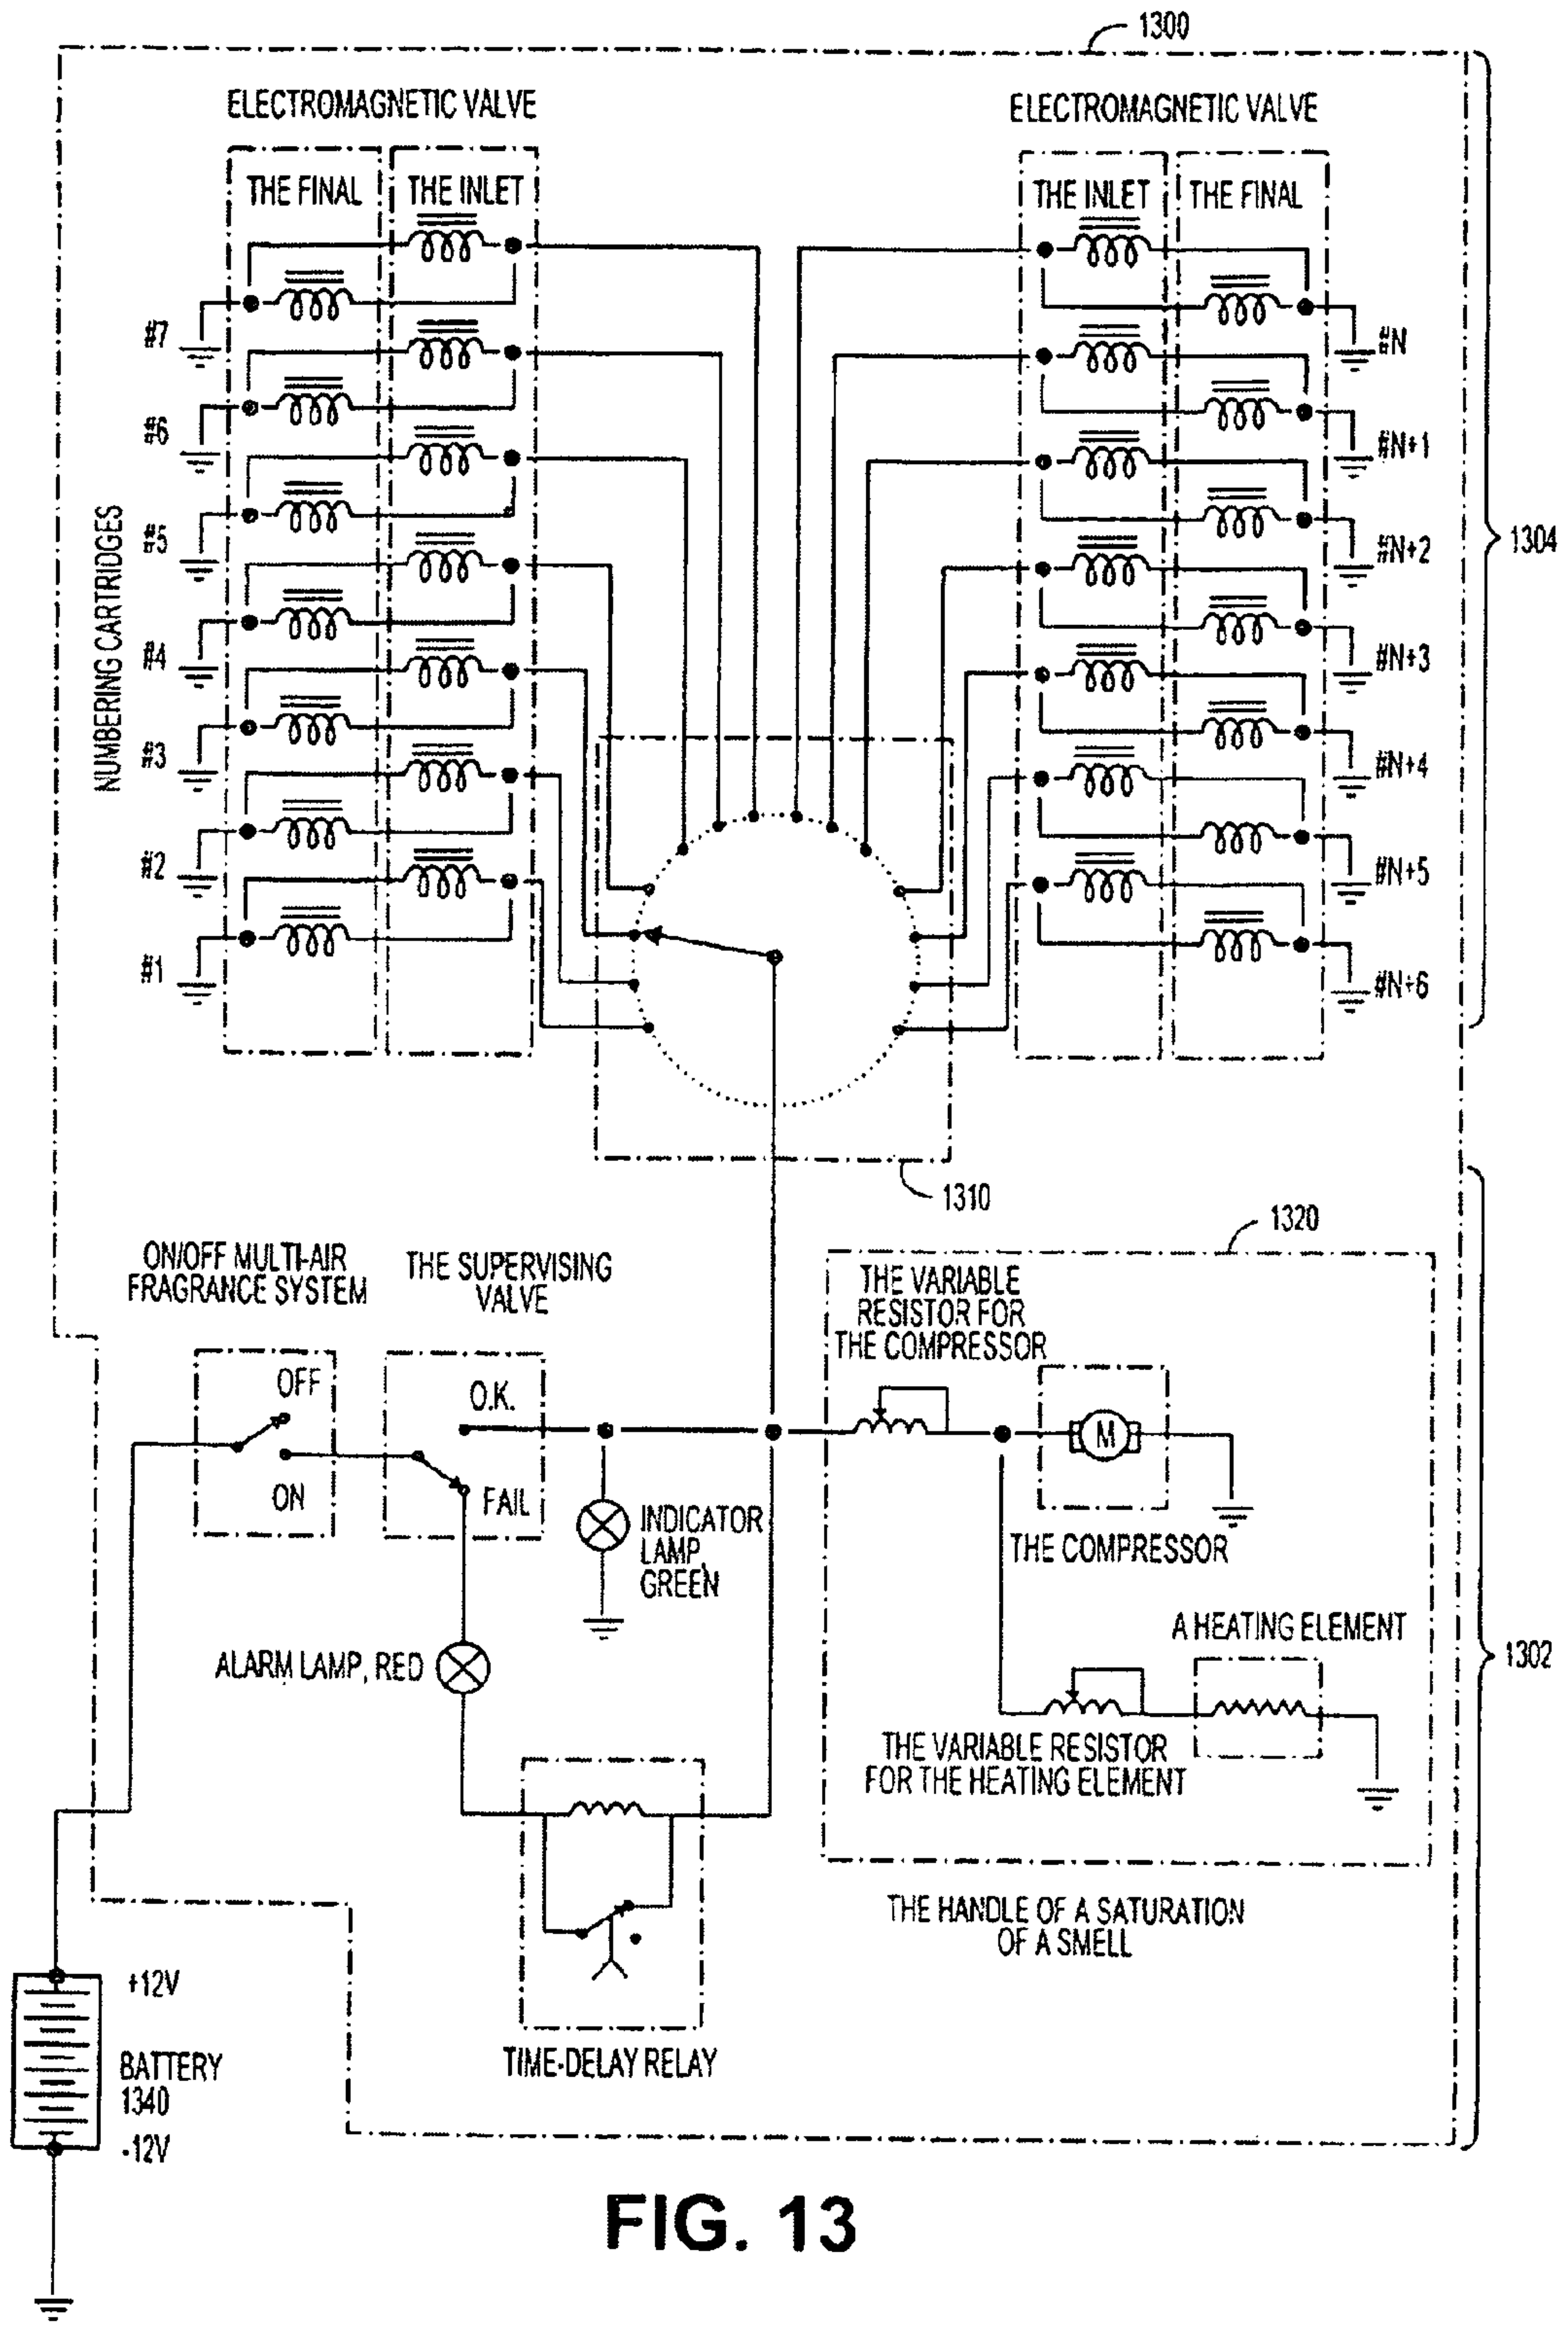 1300
ELECTROMAGNETIC VALVE
ELECTROMAGNETIC VALVE
THE FINAL
THE INLET
THE INLET
THE FINAL
NUMBERING CARTRIDGES
#7
#6
#5
#4
#3
#2
#1
#N
#N+1
#N+2
#N+3
#N+4
#N+5
#N+6
1304
1310
1320
ON/OFF MULTI-AIR
FRAGRANCE SYSTEM
THE SUPERVISING
VALVE
THE VARIABLE
RESISTOR FOR
THE COMPRESSOR
OFF
ON
O.K.
FAIL
M
INDICATOR
LAMP,
GREEN
THE COMPRESSOR
ALARM LAMP, RED
A HEATING ELEMENT
1302
THE VARIABLE RESISTOR
FOR THE HEATING ELEMENT
THE HANDLE OF A SATURATION
OF A SMELL
TIME-DELAY RELAY
+12V
BATTERY
1340
-12V
FIG. 13